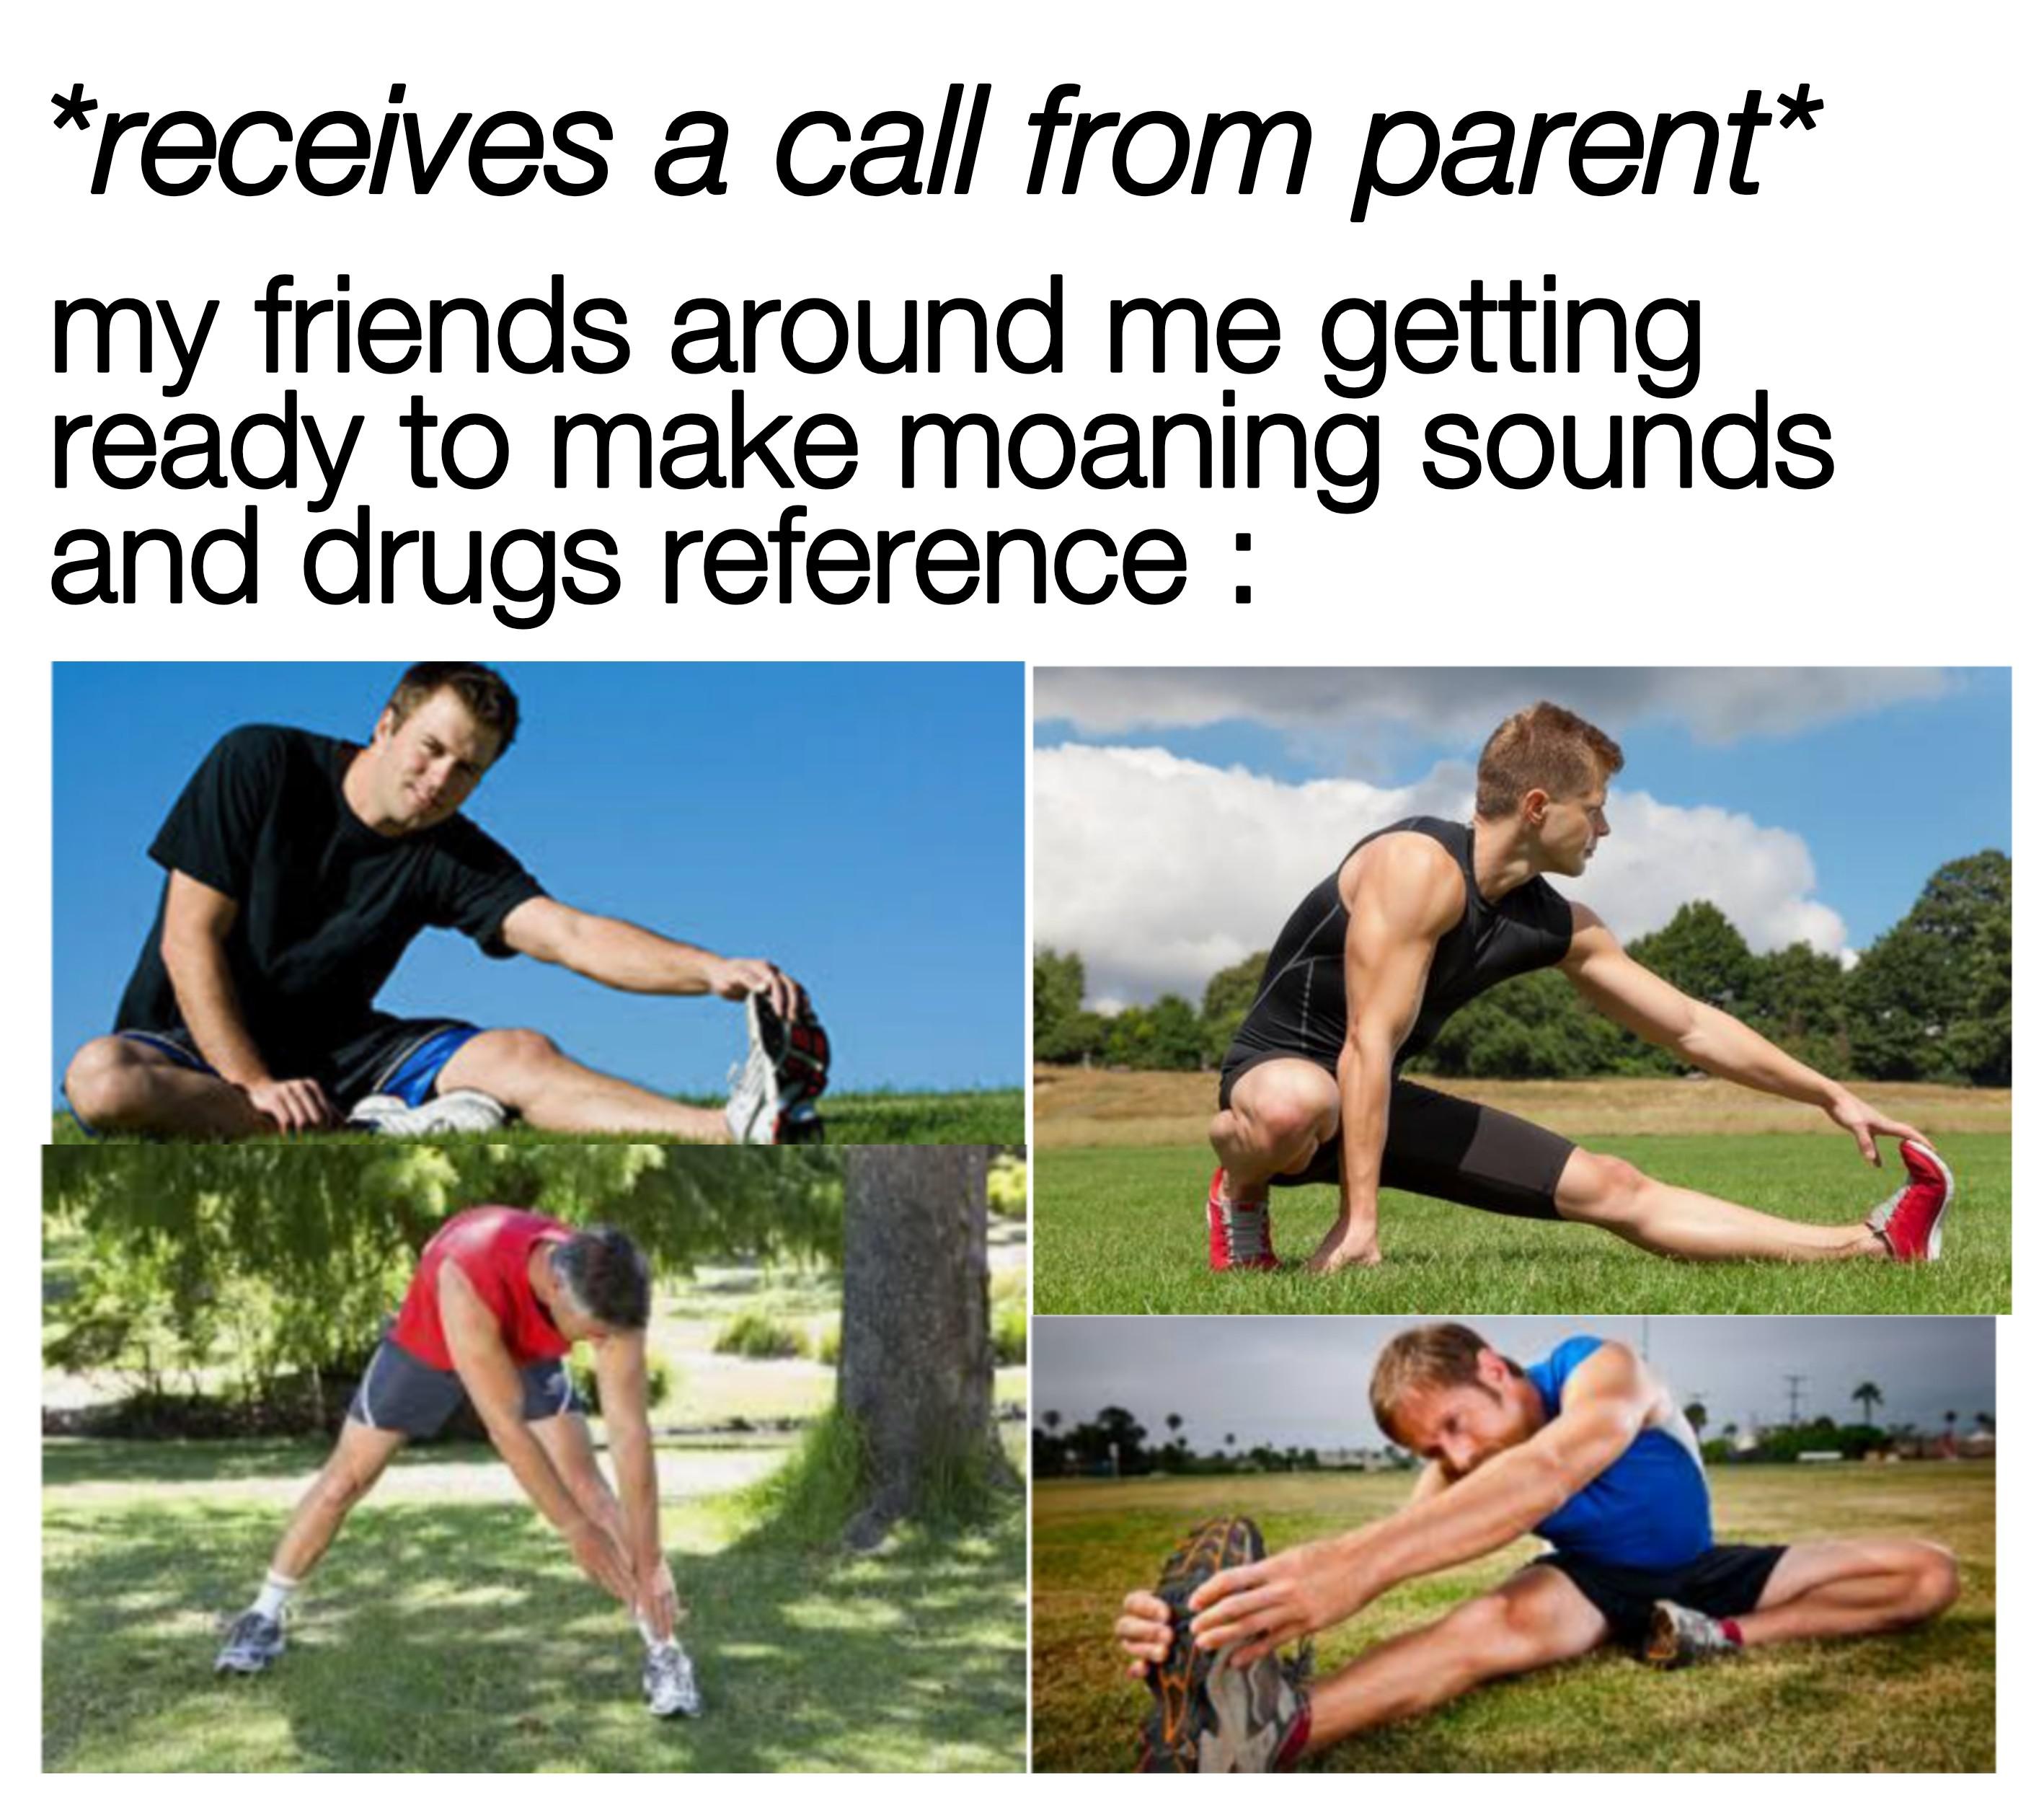 *receives a call from parent*
my friends around me getting
ready to make moaning sounds
and drugs reference :